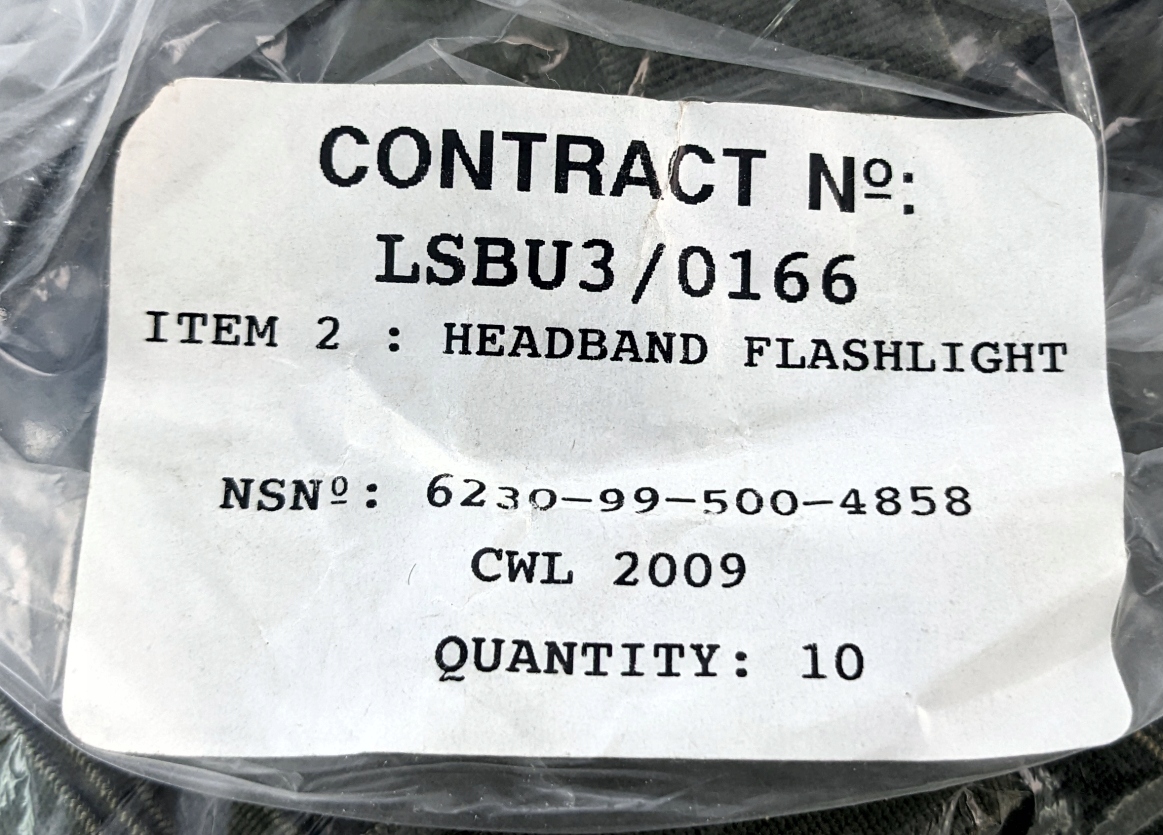 CONTRACT Nº:
LSBU3/0166
ITEM 2 : HEADBAND FLASHLIGHT
NSNº: 6230-99-500-4858
CWL 2009
QUANTITY: 10